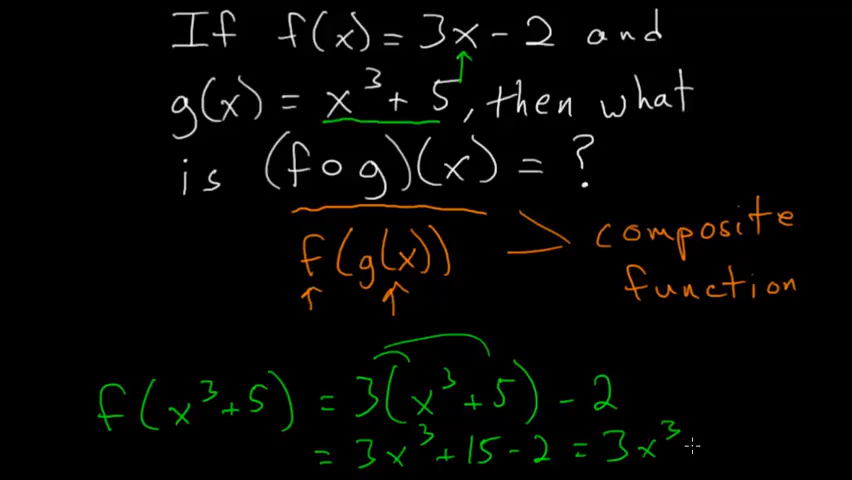 If f(x) = 3x - 2 and
g(x) = x³ + 5, then what
is (f o g)(x) = ?
f(g(x)) > composite
function
f(x³+5) = 3(x³+5) - 2
= 3x³+15-2 = 3x³